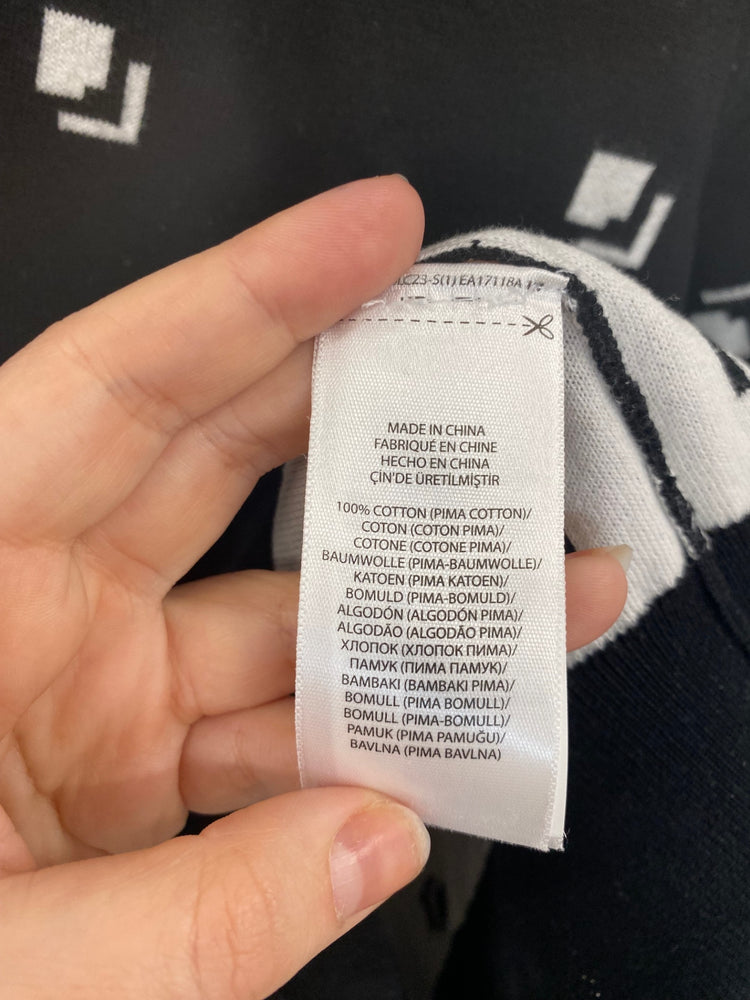 LC23-S(1) EA17118A
MADE IN CHINA
FABRIQUÉ EN CHINE
HECHO EN CHINA
ÇİN'DE ÜRETİLMİŞTİR
100% COTTON (PIMA COTTON)/
COTON (COTON PIMA)/
COTONE (COTONE PIMA)/
BAUMWOLLE (PIMA-BAUMWOLLE)/
KATOEN (PIMA KATOEN)/
BOMULD (PIMA-BOMULD)/
ALGODÓN (ALGODÓN PIMA)/
ALGODÃO (ALGODÃO PIMA)/
ХЛОПОК (ХЛОПОК ПИМА)/
ПАМУК (ПИМА ПАМУК)/
BAMBAKI (BAMBAKI PIMA)/
BOMULL (PIMA BOMULL)/
BOMULL (PIMA-BOMULL)/
PAMUK (PIMA PAMUĞU)/
BAVLNA (PIMA BAVLNA)